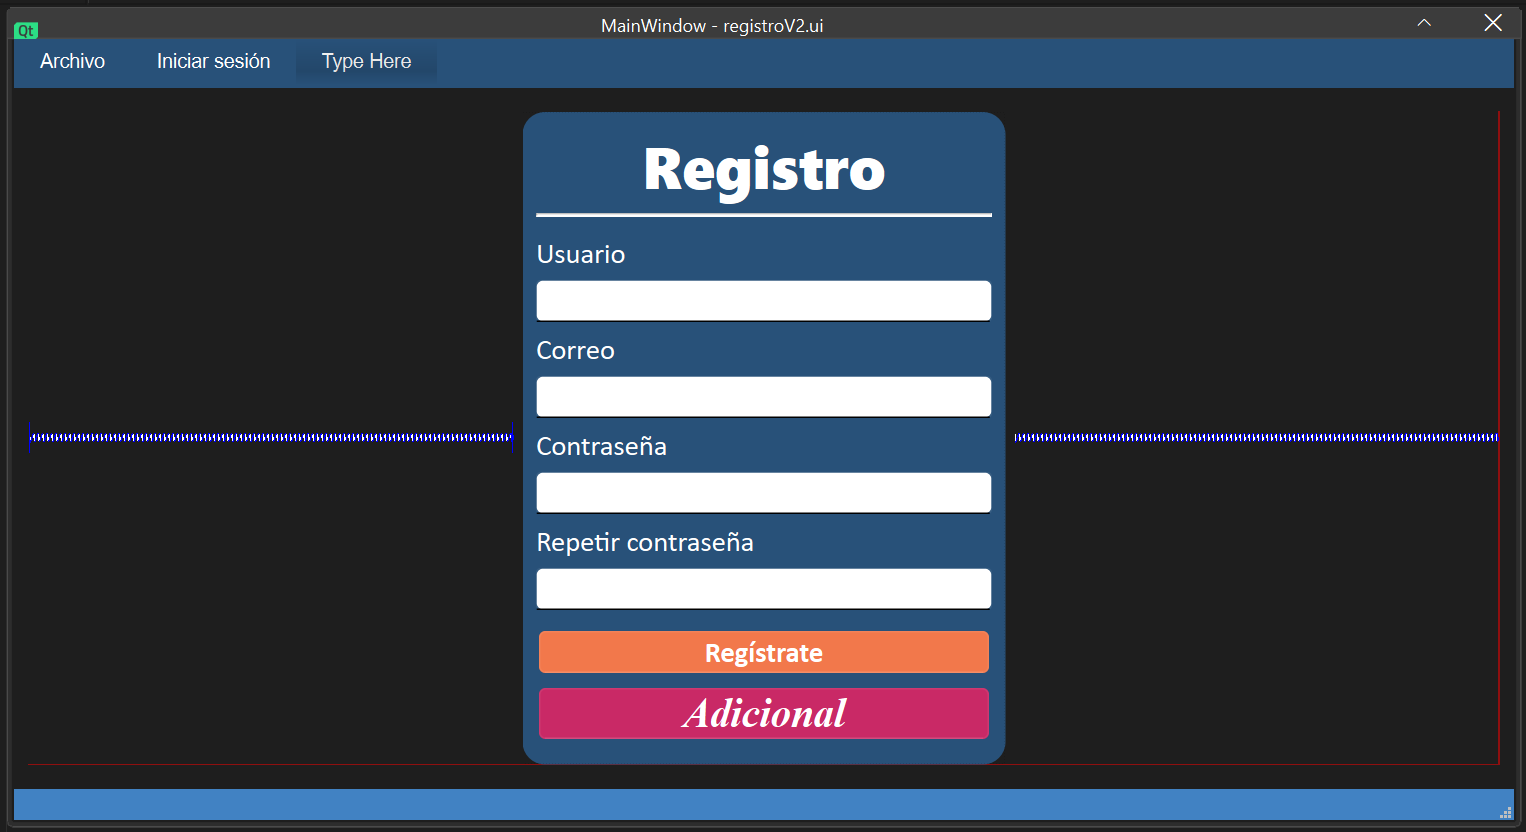 MainWindow - registroV2.ui
Qt
Archivo Iniciar sesión Type Here
Registro
Usuario
Correo
Contraseña
Repetir contraseña
Regístrate
Adicional